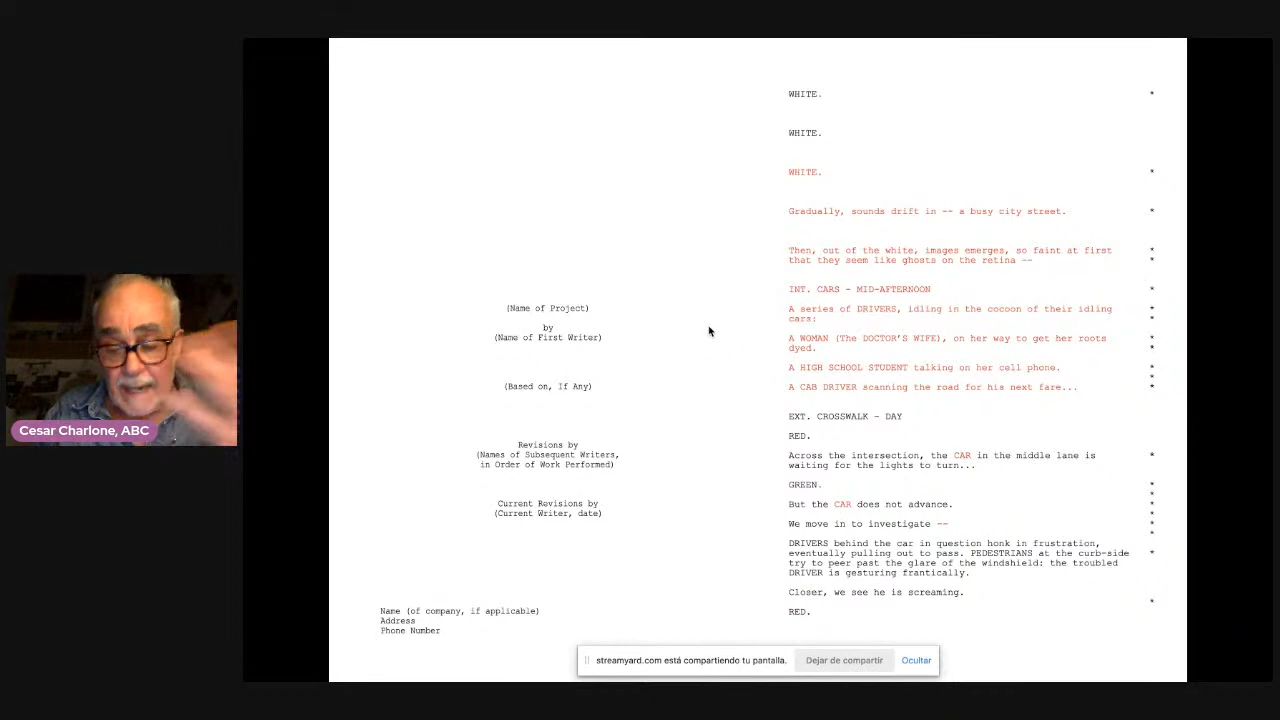 WHITE. *
WHITE.
WHITE. *
Gradually, sounds drift in -- a busy city street. *
Then, out of the white, images emerges, so faint at first *
that they seem like ghosts on the retina -- *
INT. CARS - MID-AFTERNOON *
A series of DRIVERS, idling in the cocoon of their idling *
cars: *
A WOMAN (The DOCTOR'S WIFE), on her way to get her roots *
dyed. *
A HIGH SCHOOL STUDENT talking on her cell phone. *
*
A CAB DRIVER scanning the road for his next fare... *
EXT. CROSSWALK - DAY
RED.
Across the intersection, the CAR in the middle lane is *
waiting for the lights to turn...
GREEN. *
*
But the CAR does not advance. *
*
We move in to investigate -- *
*
DRIVERS behind the car in question honk in frustration,
eventually pulling out to pass. PEDESTRIANS at the curb-side *
try to peer past the glare of the windshield: the troubled
DRIVER is gesturing frantically.
Closer, we see he is screaming.
*
RED.
(Name of Project)
by
(Name of First Writer)
(Based on, If Any)
Revisions by
(Names of Subsequent Writers,
in Order of Work Performed)
Current Revisions by
(Current Writer, date)
Name (of company, if applicable)
Address
Phone Number
Cesar Charlone, ABC
streamyard.com está compartiendo tu pantalla. Dejar de compartir Ocultar